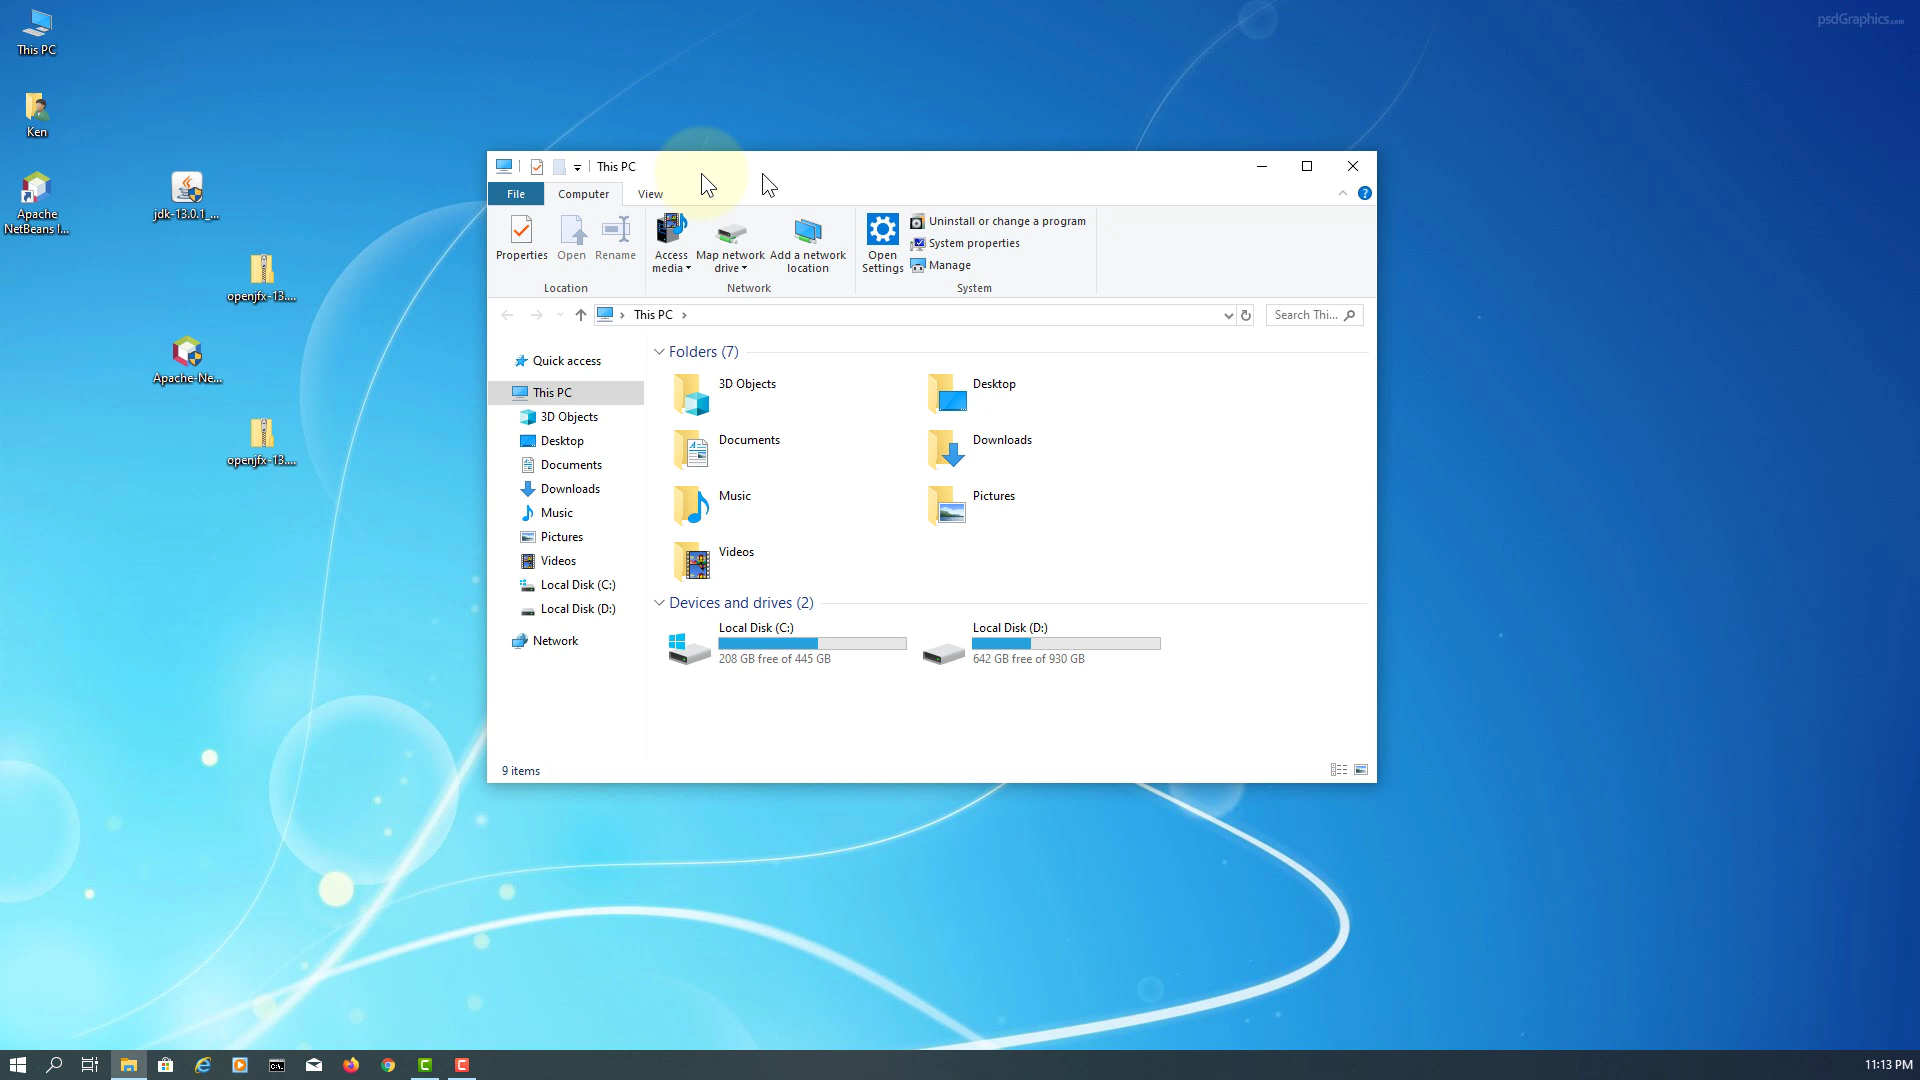 psdGraphics.com
This PC
Ken
Apache
NetBeans I...
jdk-13.0.1_...
openjfx-13....
Apache-Ne...
openjfx-13....
This PC
File
Computer
View
Properties
Open
Rename
Access
media
Map network
drive
Add a network
location
Open
Settings
Uninstall or change a program
System properties
Manage
Location
Network
System
This PC
Search Thi...
Quick access
This PC
3D Objects
Desktop
Documents
Downloads
Music
Pictures
Videos
Local Disk (C:)
Local Disk (D:)
Network
Folders (7)
3D Objects
Desktop
Documents
Downloads
Music
Pictures
Videos
Devices and drives (2)
Local Disk (C:)
208 GB free of 445 GB
Local Disk (D:)
642 GB free of 930 GB
9 items
11:13 PM